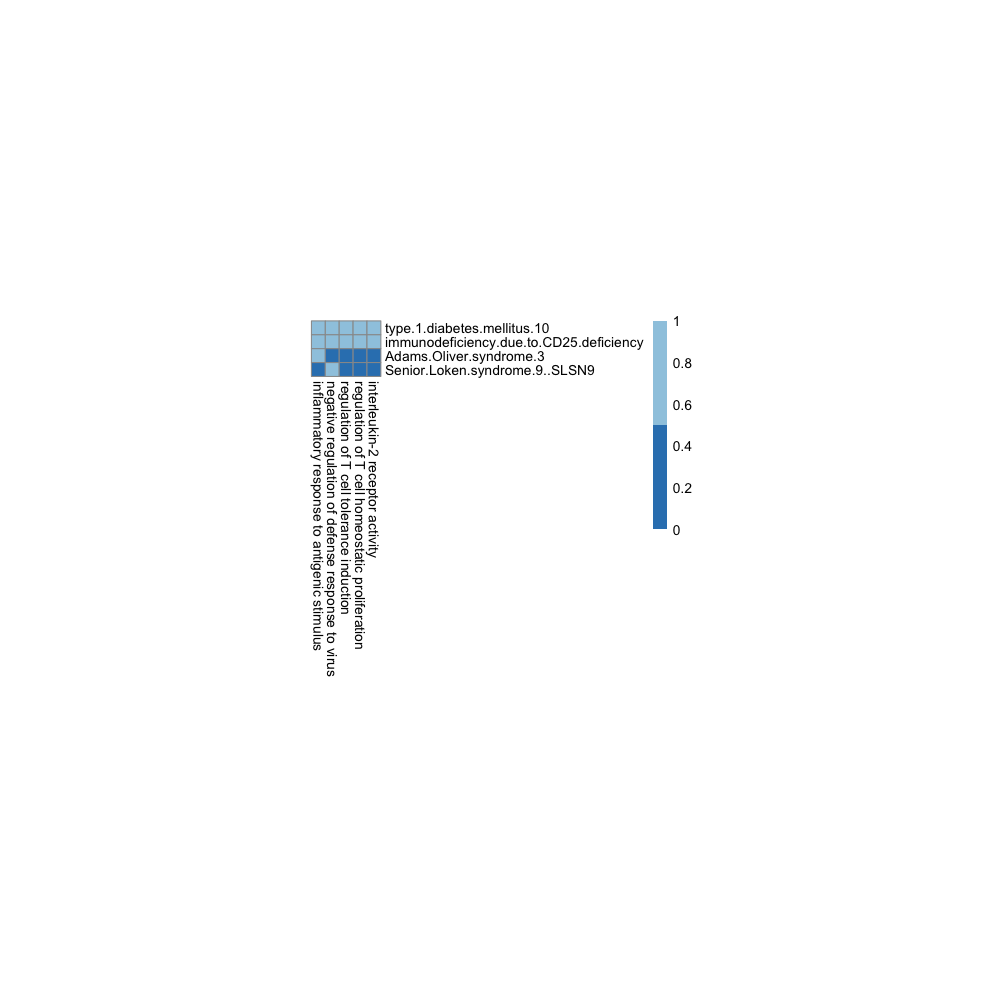 type.1.diabetes.mellitus.10
immunodeficiency.due.to.CD25.deficiency
Adams.Oliver.syndrome.3
Senior.Loken.syndrome.9..SLSN9
inflammatory response to antigenic stimulus
negative regulation of defense response to virus
regulation of T cell tolerance induction
regulation of T cell homeostatic proliferation
interleukin-2 receptor activity
1
0.8
0.6
0.4
0.2
0